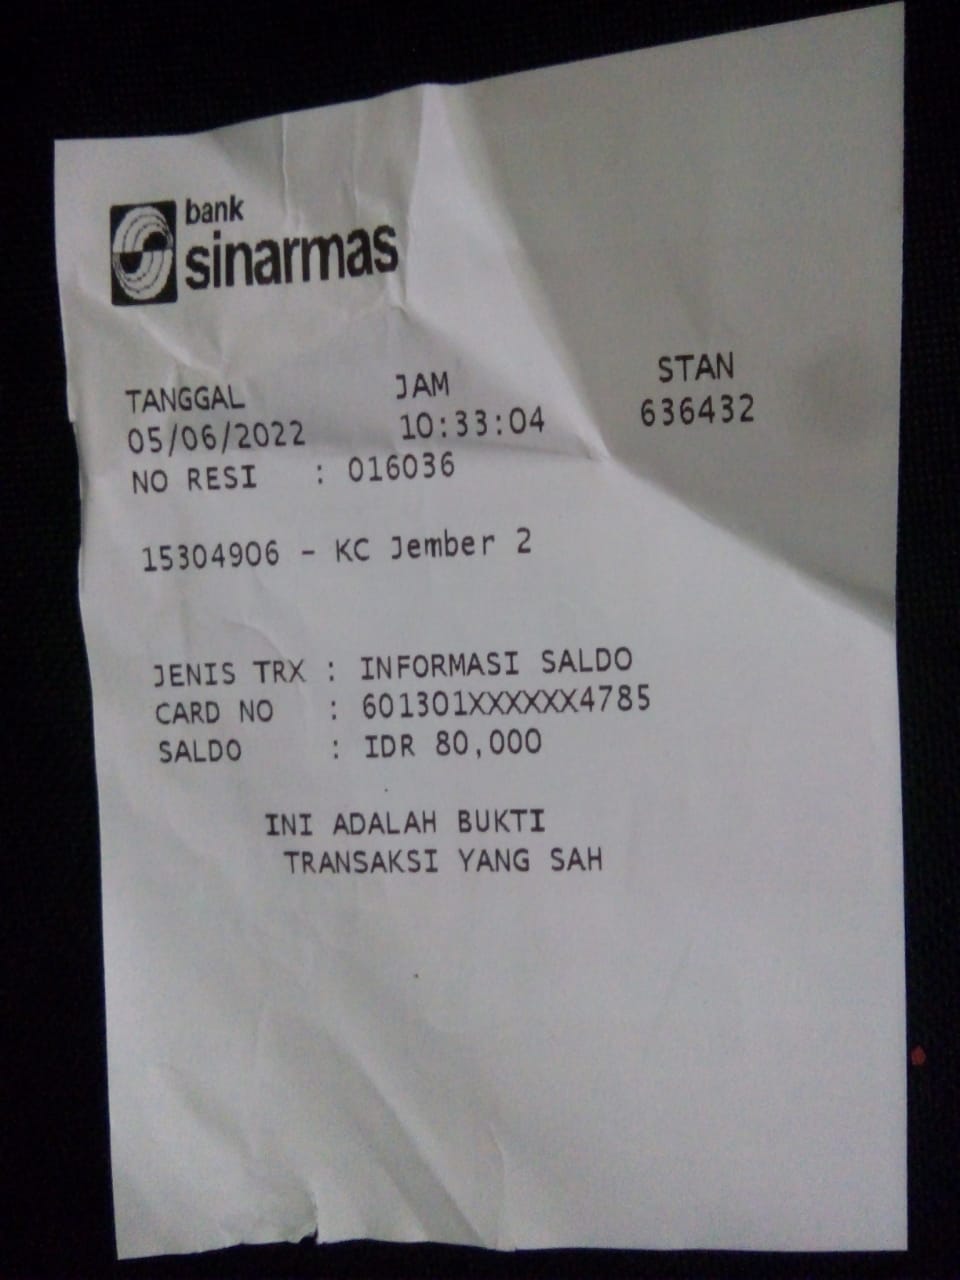 bank
sinarmas
TANGGAL JAM STAN
05/06/2022 10:33:04 636432
NO RESI : 016036
15304906 - KC Jember 2
JENIS TRX : INFORMASI SALDO
CARD NO : 601301XXXXXX4785
SALDO : IDR 80,000
INI ADALAH BUKTI
TRANSAKSI YANG SAH